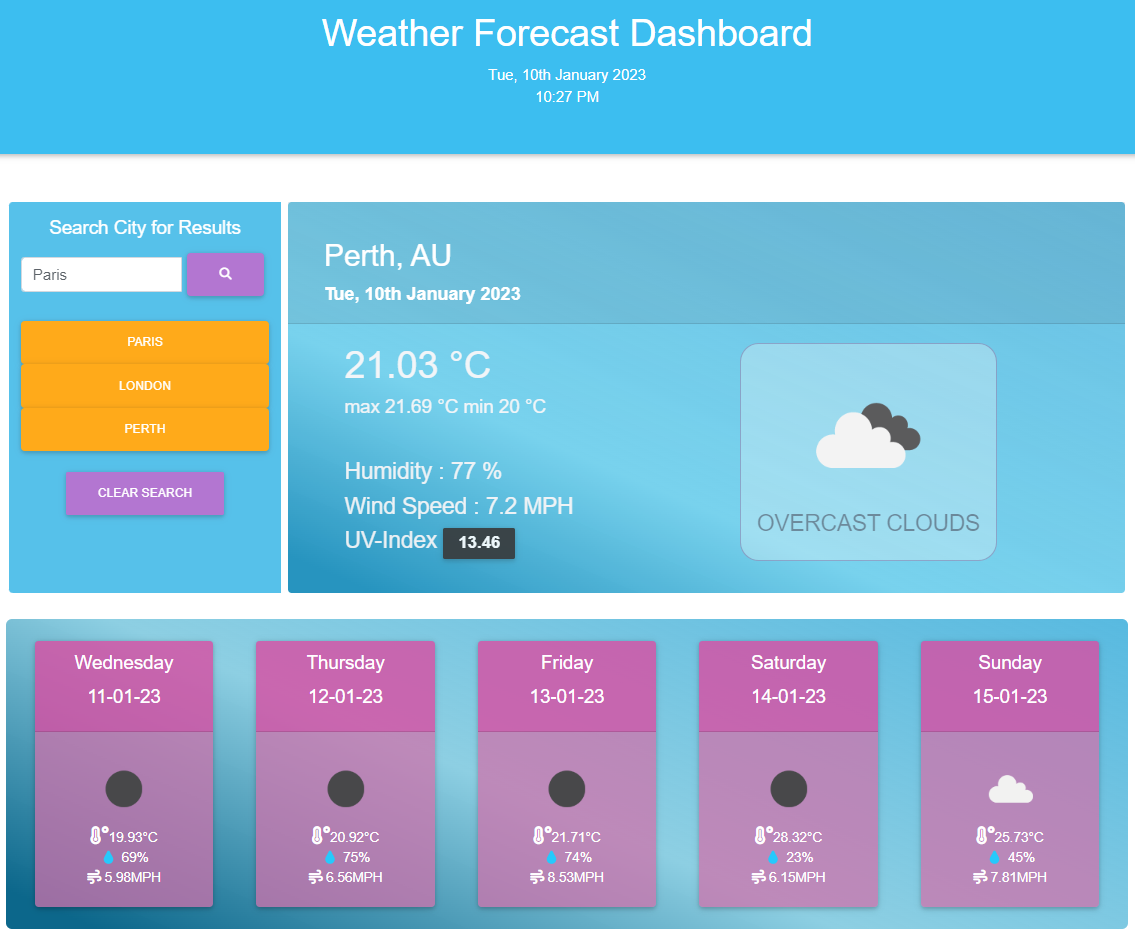 Weather Forecast Dashboard
Tue, 10th January 2023
10:27 PM
Search City for Results
Paris
PARIS
LONDON
PERTH
CLEAR SEARCH
Perth, AU
Tue, 10th January 2023
21.03 °C
max 21.69 °C min 20 °C
Humidity : 77 %
Wind Speed : 7.2 MPH
UV-Index 13.46
OVERCAST CLOUDS
Wednesday
11-01-23
19.93°C
69%
5.98MPH
Thursday
12-01-23
20.92°C
75%
6.56MPH
Friday
13-01-23
21.71°C
74%
8.53MPH
Saturday
14-01-23
28.32°C
23%
6.15MPH
Sunday
15-01-23
25.73°C
45%
7.81MPH